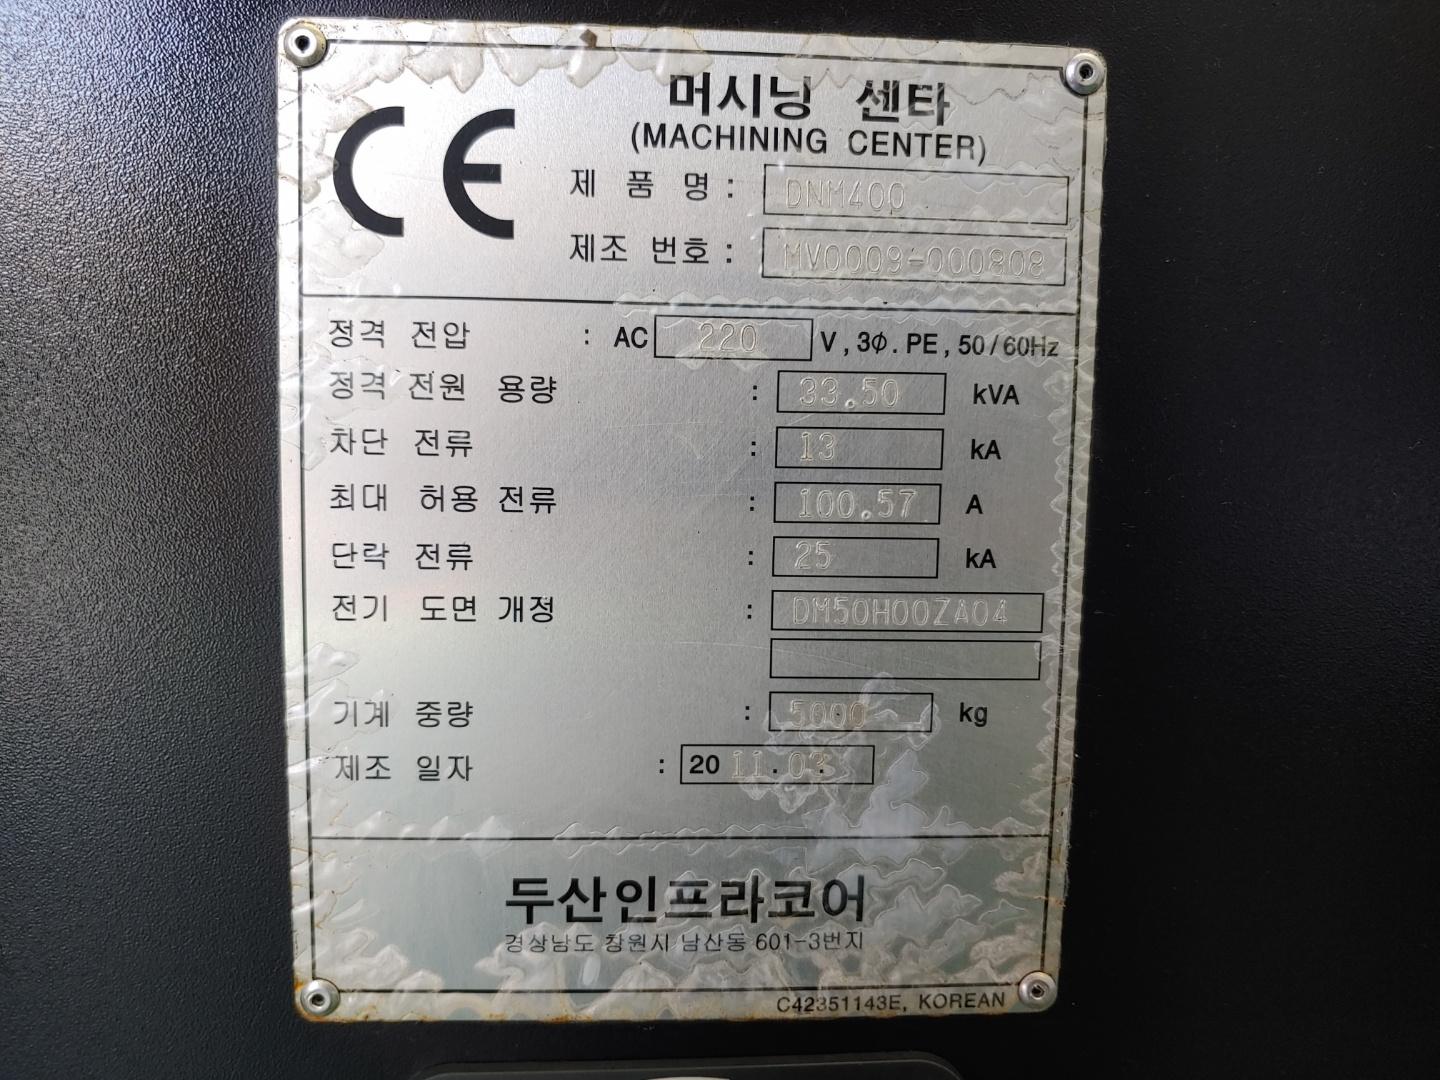 CE
머시닝 센타
(MACHINING CENTER)
제 품 명 : DNM400
제조 번호 : MV0009-000808
정격 전압 : AC 220 V, 3Φ. PE, 50/60Hz
정격 전원 용량 : 33.50 kVA
차단 전류 : 13 kA
최대 허용 전류 : 100.57 A
단락 전류 : 25 kA
전기 도면 개정 : DM50H00ZA04
기계 중량 : 5000 kg
제조 일자 : 20 11.03
두산인프라코어
경상남도 창원시 남산동 601-3번지
C42351143E, KOREAN